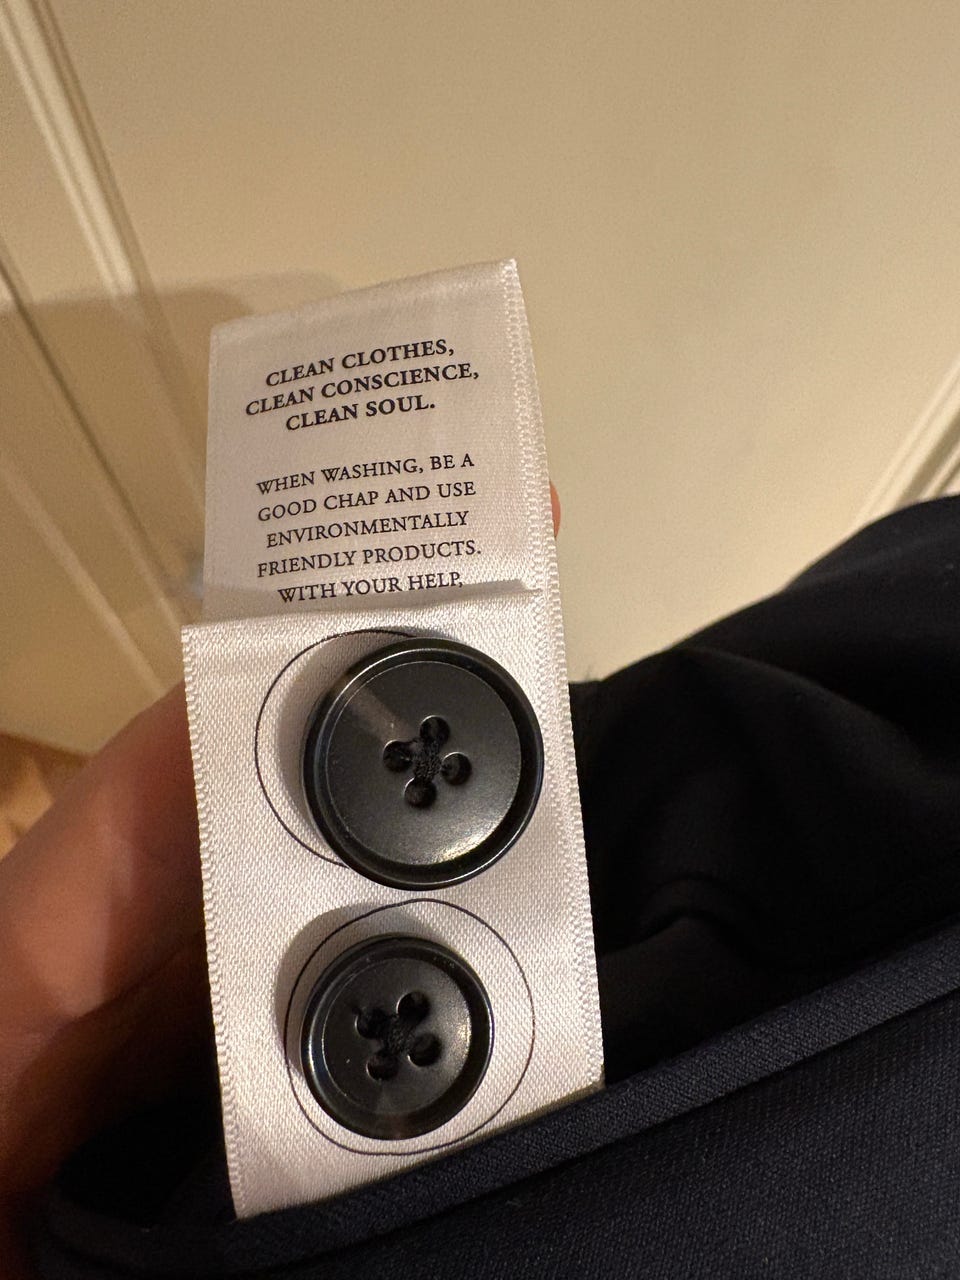 CLEAN CLOTHES,
CLEAN CONSCIENCE,
CLEAN SOUL.
WHEN WASHING, BE A
GOOD CHAP AND USE
ENVIRONMENTALLY
FRIENDLY PRODUCTS.
WITH YOUR HELP,